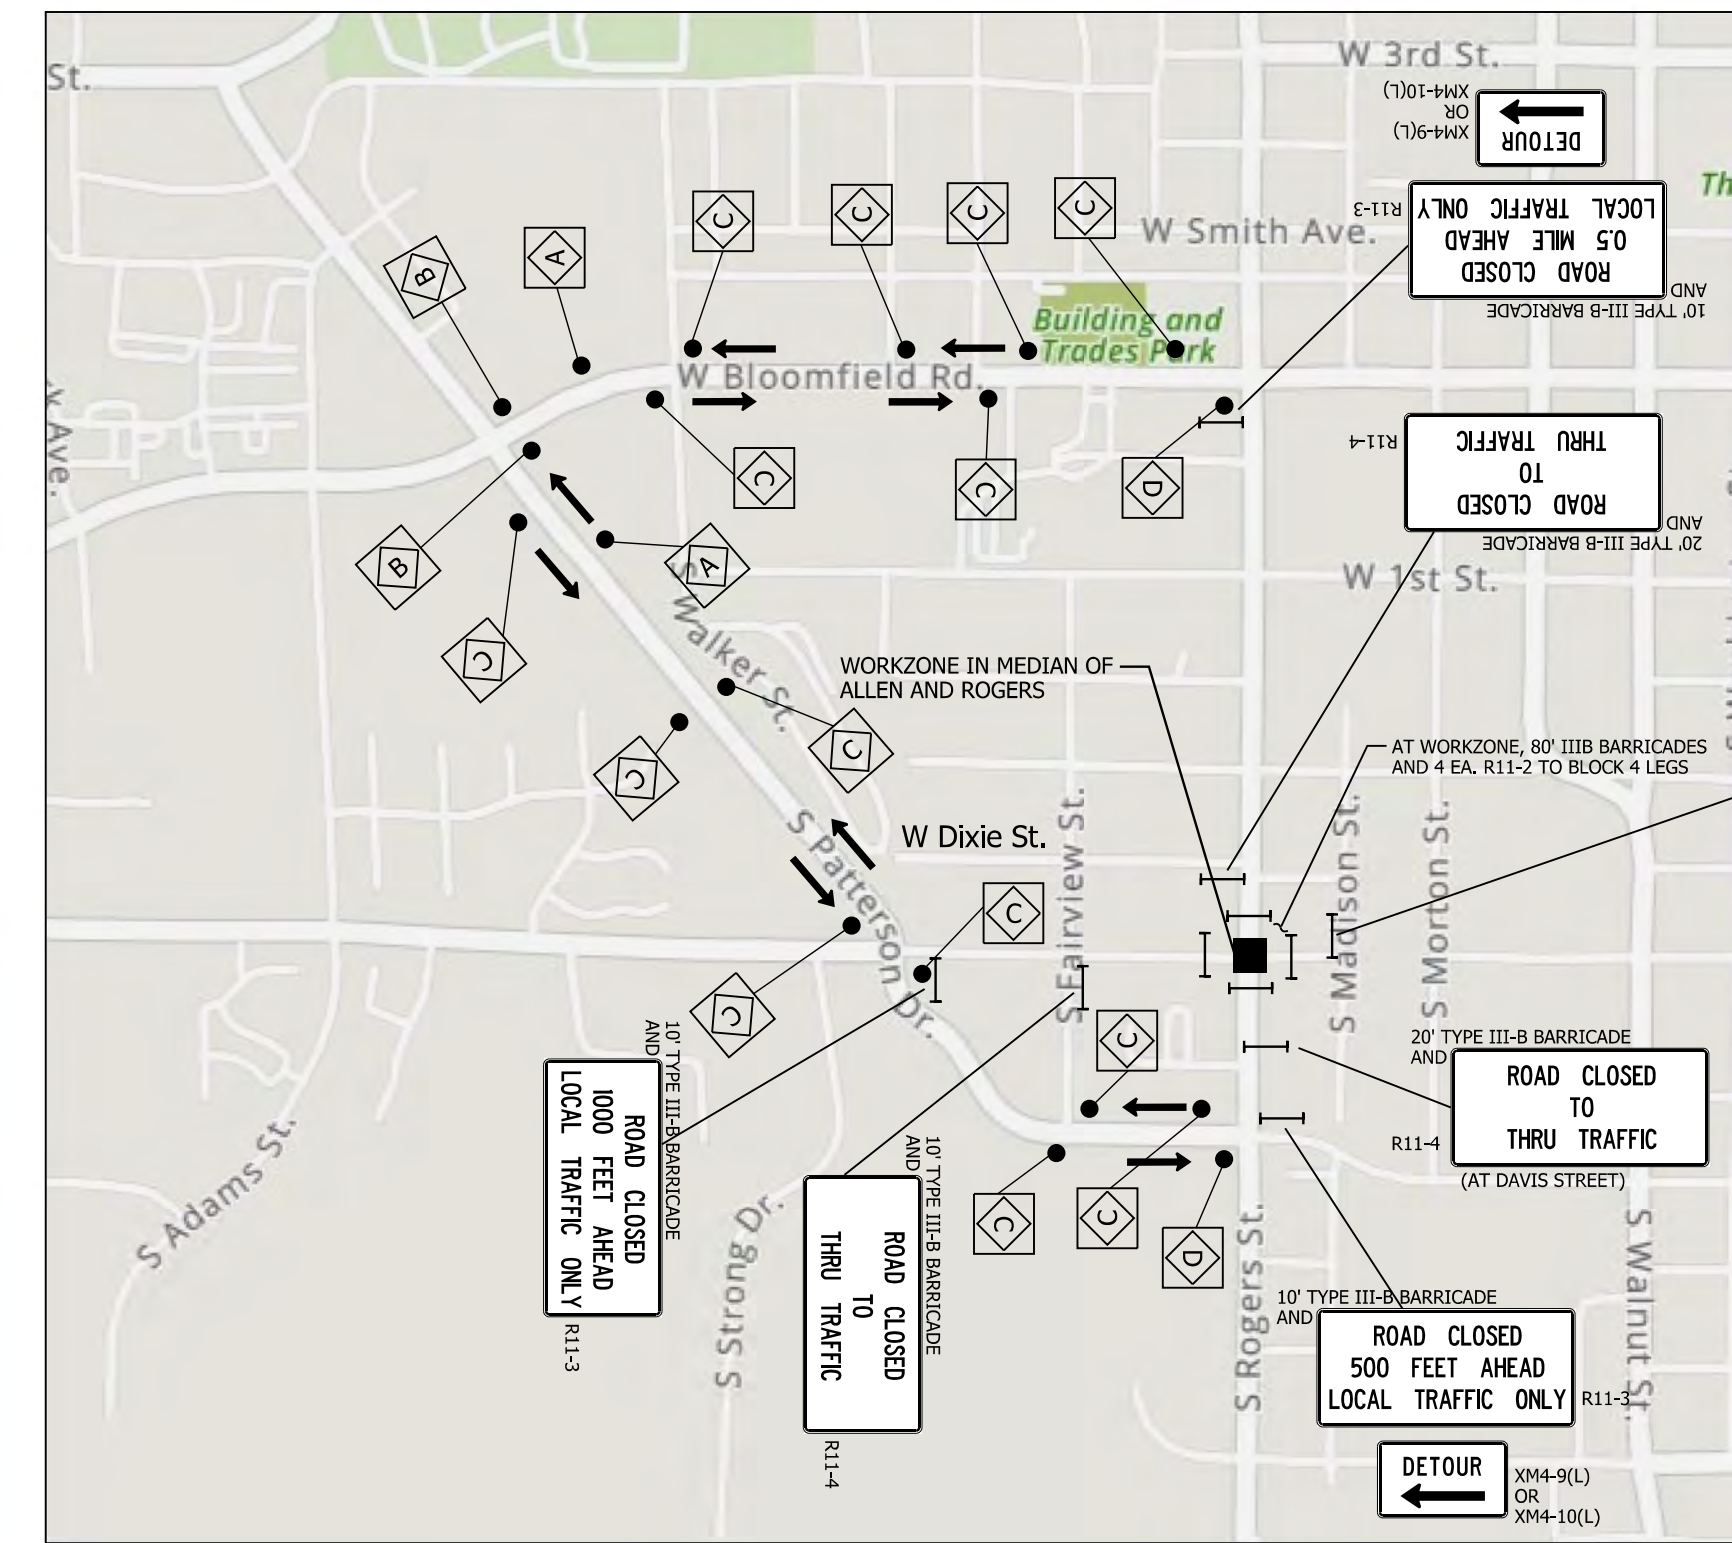 St.
W 3rd St.
XM4-9(L)
OR
XM4-10(L)
DETOUR
Th
R11-3
ROAD CLOSED
0.5 MILE AHEAD
LOCAL TRAFFIC ONLY
10' TYPE III-B BARRICADE
AND
W Smith Ave.
B
A
C
C
C
C
Building and
Trades Park
W Bloomfield Rd.
Ave.
C
C
D
R11-4
ROAD CLOSED
TO
THRU TRAFFIC
20' TYPE III-B BARRICADE
AND
B
A
C
W 1st St.
S Walker St.
WORKZONE IN MEDIAN OF
ALLEN AND ROGERS
C
C
AT WORKZONE, 80' IIIB BARRICADES
AND 4 EA. R11-2 TO BLOCK 4 LEGS
W Dixie St.
S Patterson Dr.
S Fairview St.
S Madison St.
S Morton St.
C
C
C
10' TYPE III-B BARRICADE
AND
ROAD CLOSED
1000 FEET AHEAD
LOCAL TRAFFIC ONLY
R11-3
10' TYPE III-B BARRICADE
AND
ROAD CLOSED
TO
THRU TRAFFIC
R11-4
20' TYPE III-B BARRICADE
AND
ROAD CLOSED
TO
THRU TRAFFIC
R11-4
(AT DAVIS STREET)
C
C
D
S Adams St.
S Strong Dr.
S Rogers St.
S Walnut St.
10' TYPE III-B BARRICADE
AND
ROAD CLOSED
500 FEET AHEAD
LOCAL TRAFFIC ONLY
R11-3
DETOUR
XM4-9(L)
OR
XM4-10(L)